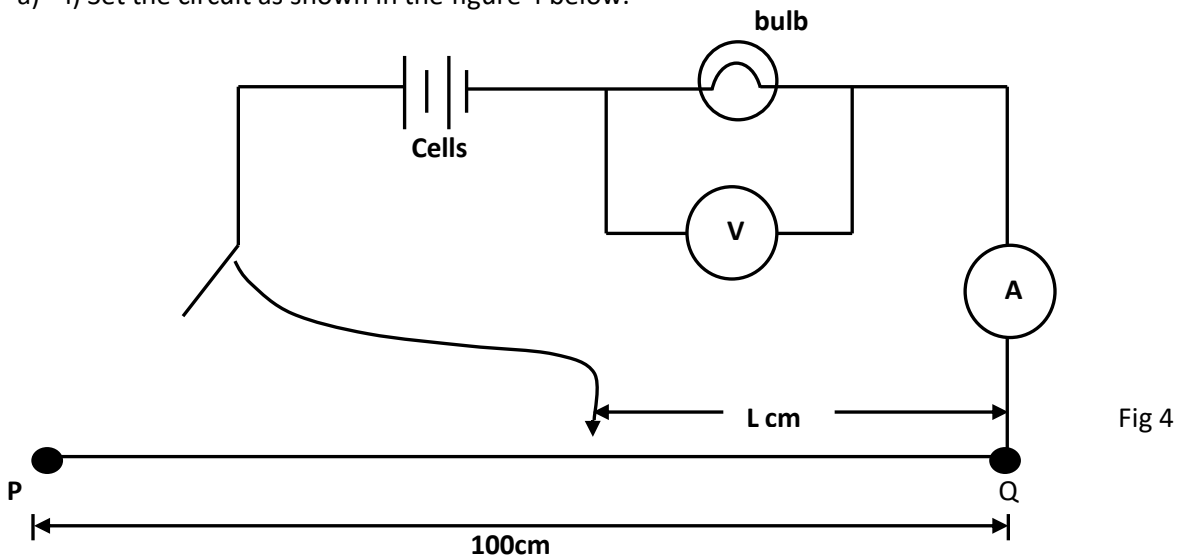 a) i) Set the circuit as shown in the figure 4 below.
bulb
Cells
V
A
L cm
Fig 4
P
Q
100cm